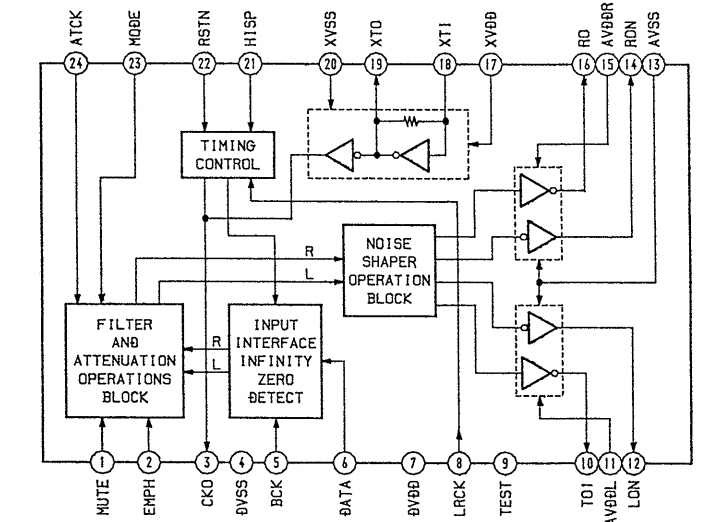 ATCK
MODE
RSTN
HISP
XVSS
XTO
XTI
XVDD
RO
AVDDR
RON
AVSS
24
23
22
21
20
19
18
17
16
15
14
13
TIMING
CONTROL
NOISE
SHAPER
OPERATION
BLOCK
R
L
FILTER
AND
ATTENUATION
OPERATIONS
BLOCK
R
L
INPUT
INTERFACE
INFINITY
ZERO
DETECT
1
2
3
4
5
6
7
8
9
10
11
12
MUTE
EMPH
CKO
DVSS
BCK
DATA
DVDD
LRCK
TEST
TO1
AVDDL
LON